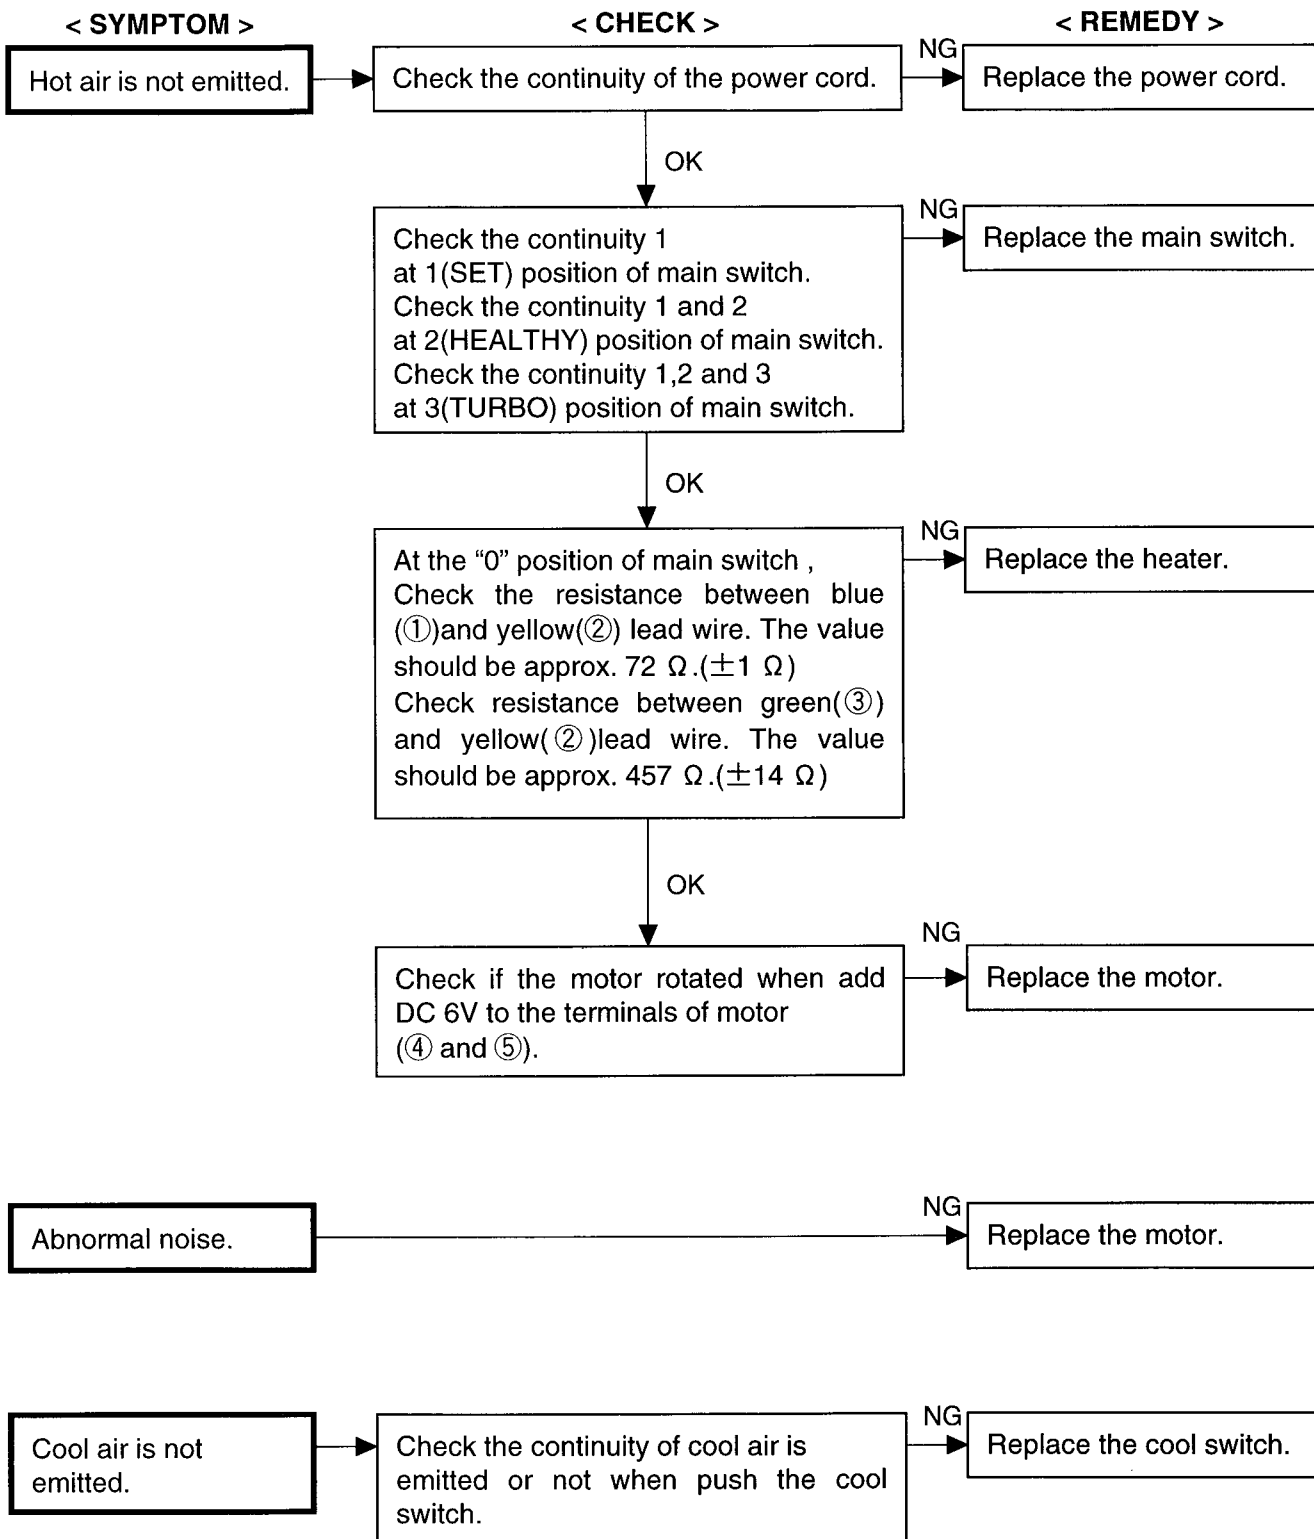 < SYMPTOM >
< CHECK >
< REMEDY >
Hot air is not emitted.
Check the continuity of the power cord.
NG
Replace the power cord.
OK
Check the continuity 1
at 1(SET) position of main switch.
Check the continuity 1 and 2
at 2(HEALTHY) position of main switch.
Check the continuity 1,2 and 3
at 3(TURBO) position of main switch.
NG
Replace the main switch.
OK
At the “0” position of main switch ,
Check the resistance between blue
(①)and yellow(②) lead wire. The value
should be approx. 72 Ω.(±1 Ω)
Check resistance between green(③)
and yellow(②)lead wire. The value
should be approx. 457 Ω.(±14 Ω)
NG
Replace the heater.
OK
Check if the motor rotated when add
DC 6V to the terminals of motor
(④ and ⑤).
NG
Replace the motor.
Abnormal noise.
NG
Replace the motor.
Cool air is not
emitted.
Check the continuity of cool air is
emitted or not when push the cool
switch.
NG
Replace the cool switch.